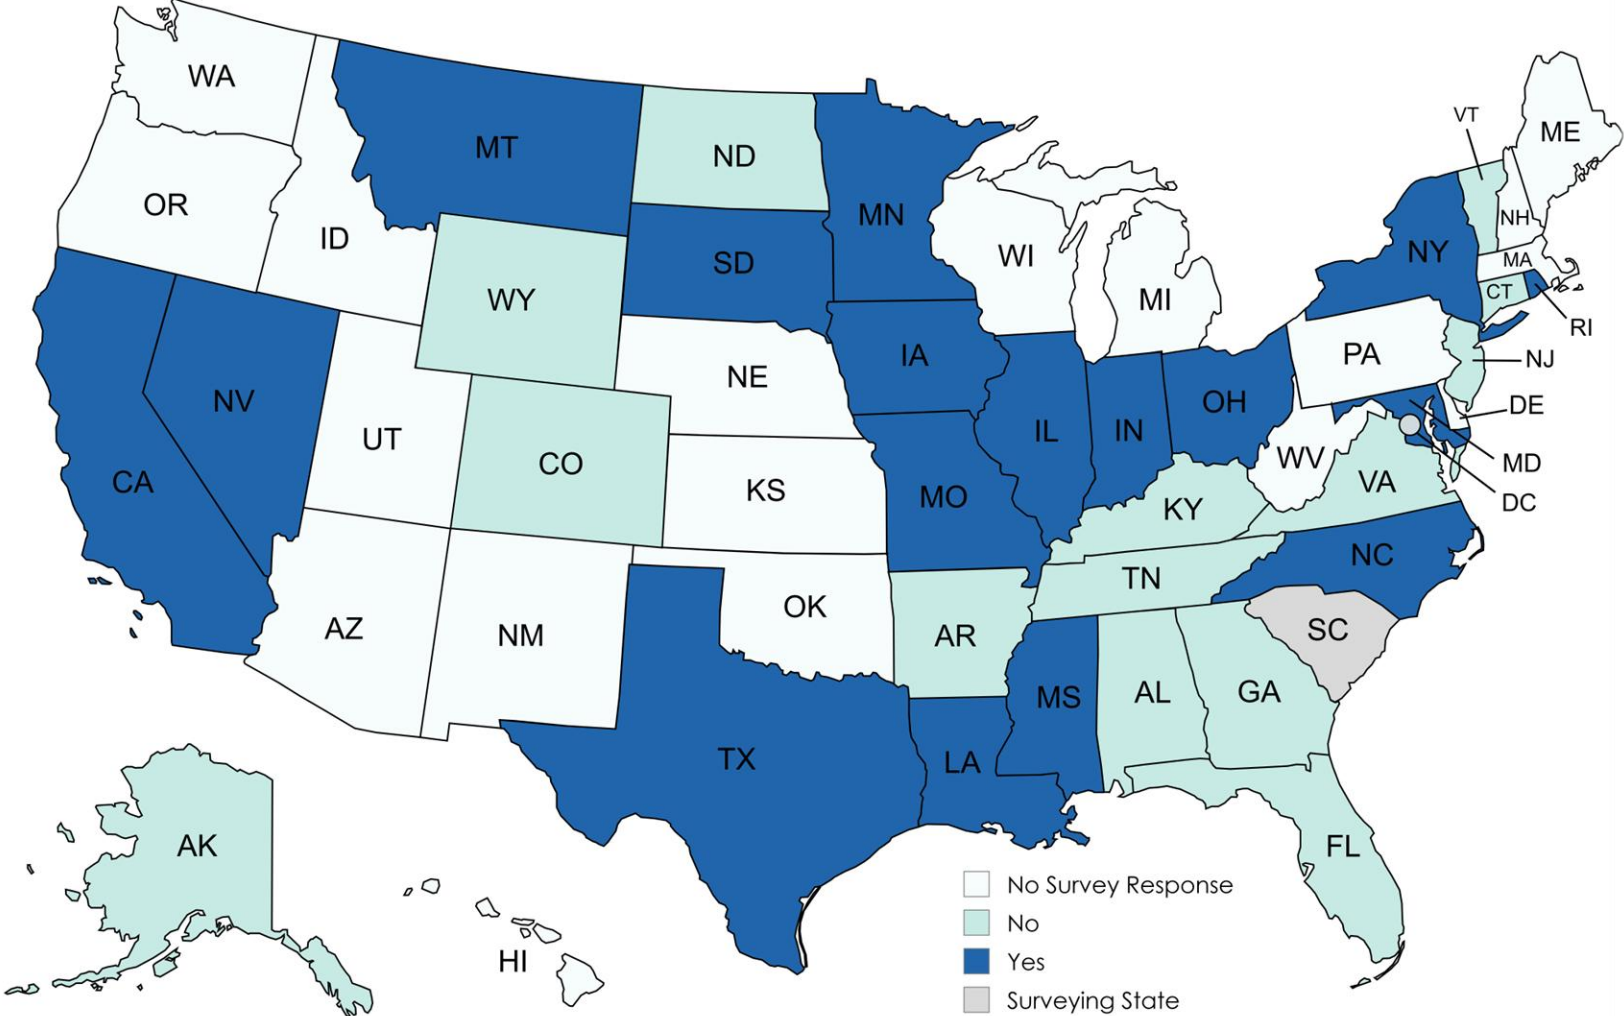 WA
MT
ND
MN
VT
ME
OR
ID
SD
WI
MI
NY
NH
MA
CT
RI
WY
IA
NE
PA
NJ
NV
UT
CO
IL
IN
OH
DE
CA
KS
MO
WV
VA
MD
DC
KY
NC
TN
AZ
NM
OK
AR
SC
MS
AL
GA
TX
LA
AK
FL
HI
No Survey Response
No
Yes
Surveying State